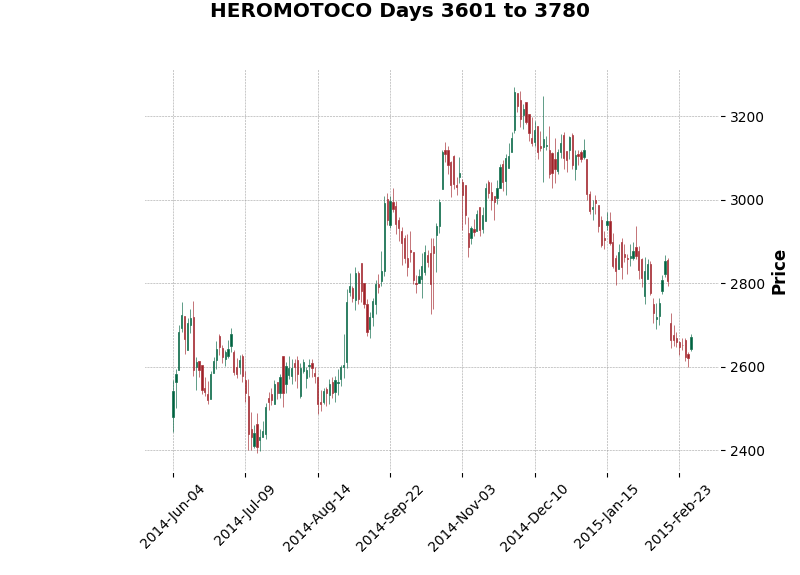 HEROMOTOCO Days 3601 to 3780
3200
3000
2800
2600
2400
Price
2014-Jun-04
2014-Jul-09
2014-Aug-14
2014-Sep-22
2014-Nov-03
2014-Dec-10
2015-Jan-15
2015-Feb-23